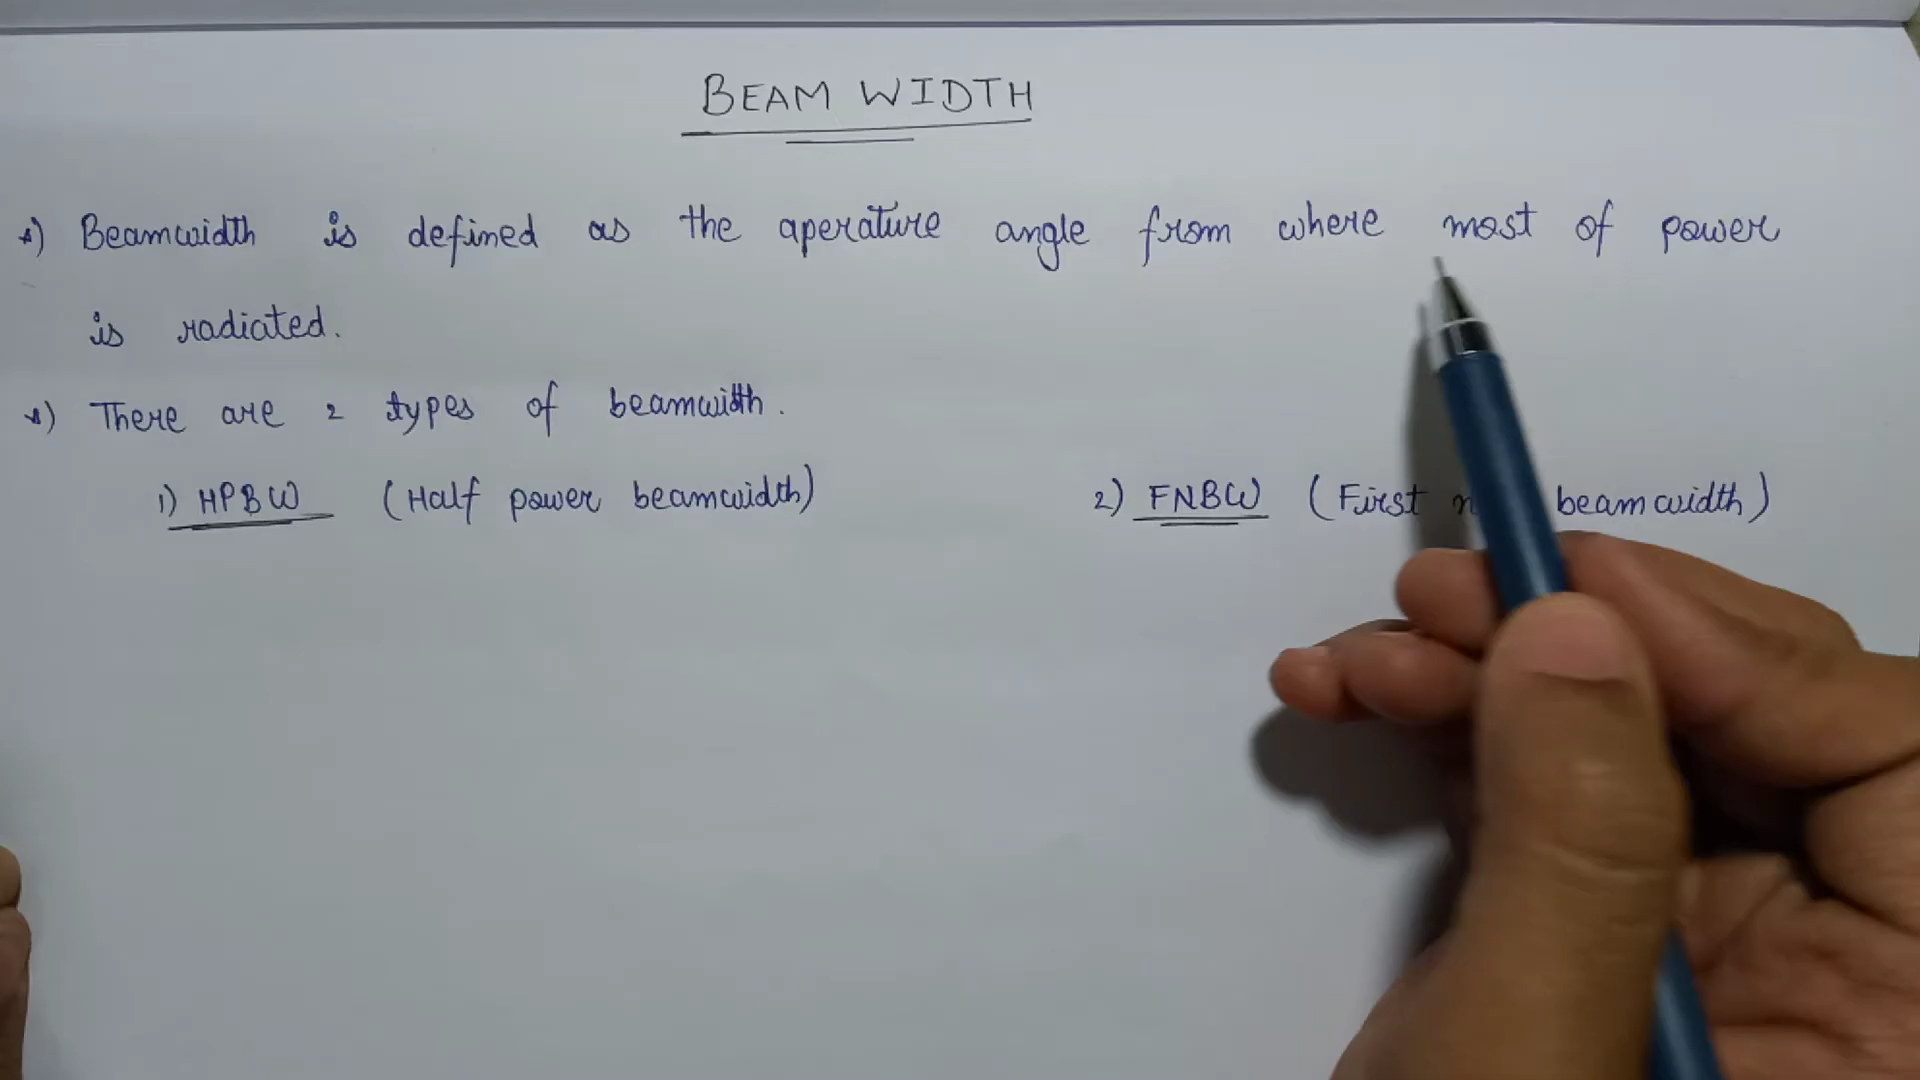 BEAM WIDTH
*) Beamwidth is defined as the aperature angle from where most of power
is radiated.
*) There are 2 types of beamwidth.
1) HPBW (Half power beamwidth) 2) FNBW (First beamwidth)